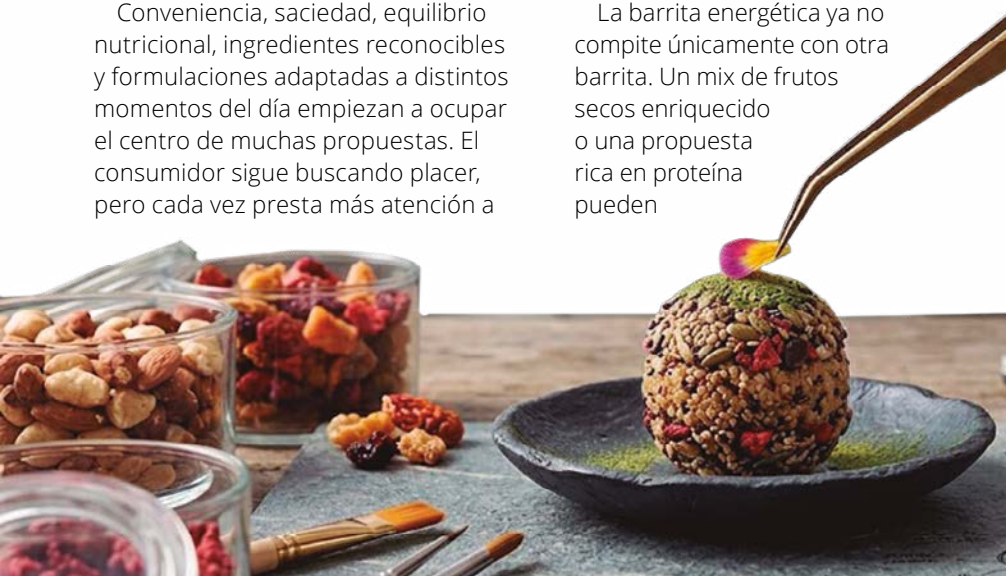 Conveniencia, saciedad, equilibrio
nutricional, ingredientes reconocibles
y formulaciones adaptadas a distintos
momentos del día empiezan a ocupar
el centro de muchas propuestas. El
consumidor sigue buscando placer,
pero cada vez presta más atención a
La barrita energética ya no
compite únicamente con otra
barrita. Un mix de frutos
secos enriquecido
o una propuesta
rica en proteína
pueden